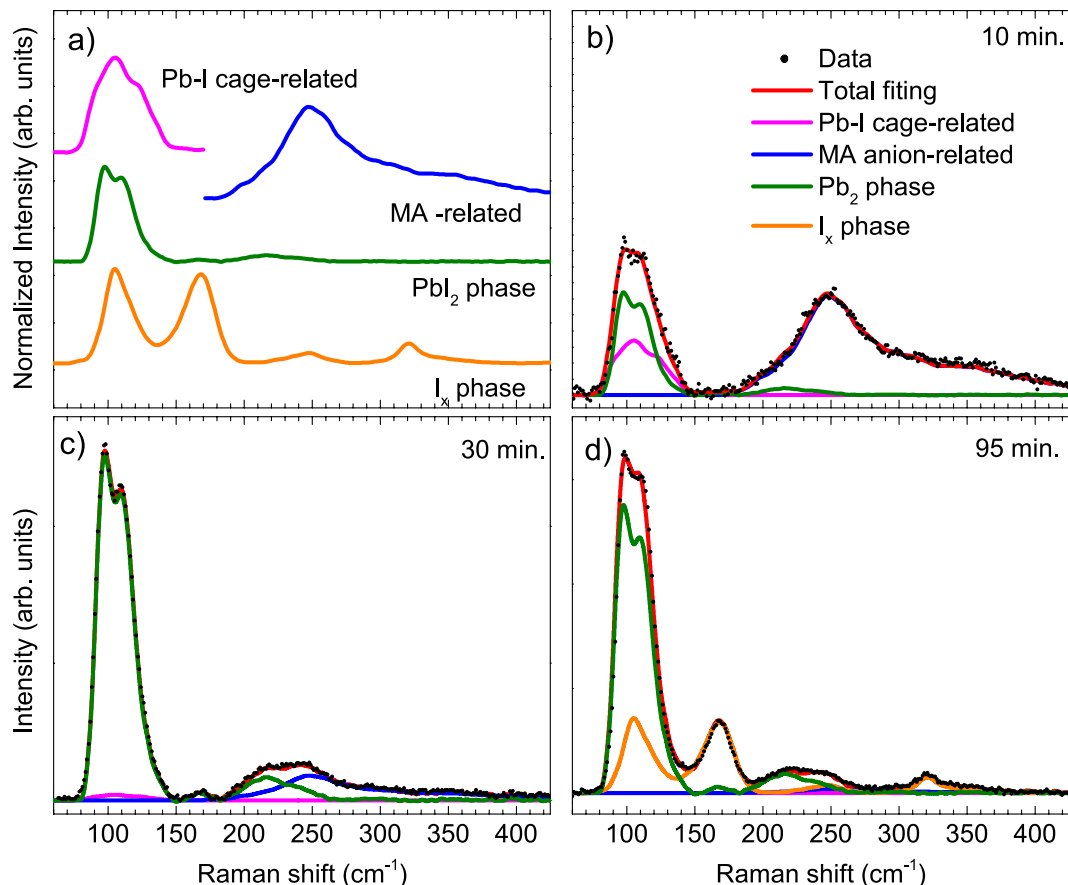 a)
Pb-I cage-related
MA -related
PbI2 phase
Ix phase
Normalized Intensity (arb. units)
b)
10 min.
Data
Total fiting
Pb-I cage-related
MA anion-related
Pb2 phase
Ix phase
c)
30 min.
Intensity (arb. units)
100 150 200 250 300 350 400
Raman shift (cm-1)
d)
95 min.
100 150 200 250 300 350 400
Raman shift (cm-1)